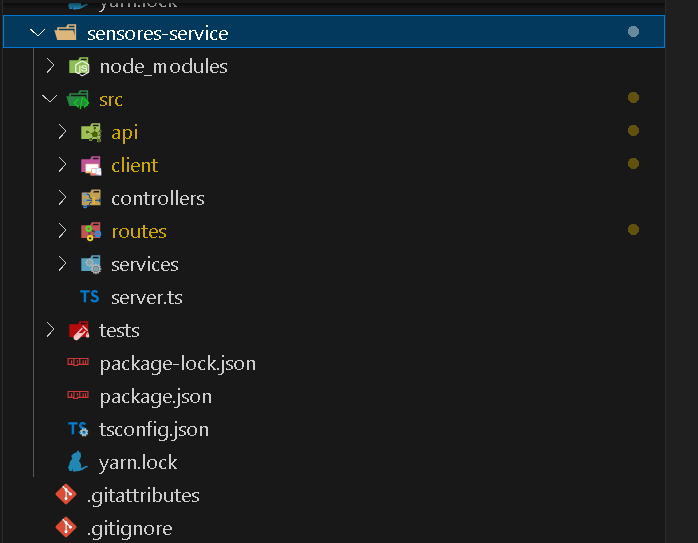 yarn.lock
sensores-service
node_modules
src
api
client
controllers
routes
services
TS server.ts
tests
package-lock.json
package.json
TS tsconfig.json
yarn.lock
.gitattributes
.gitignore